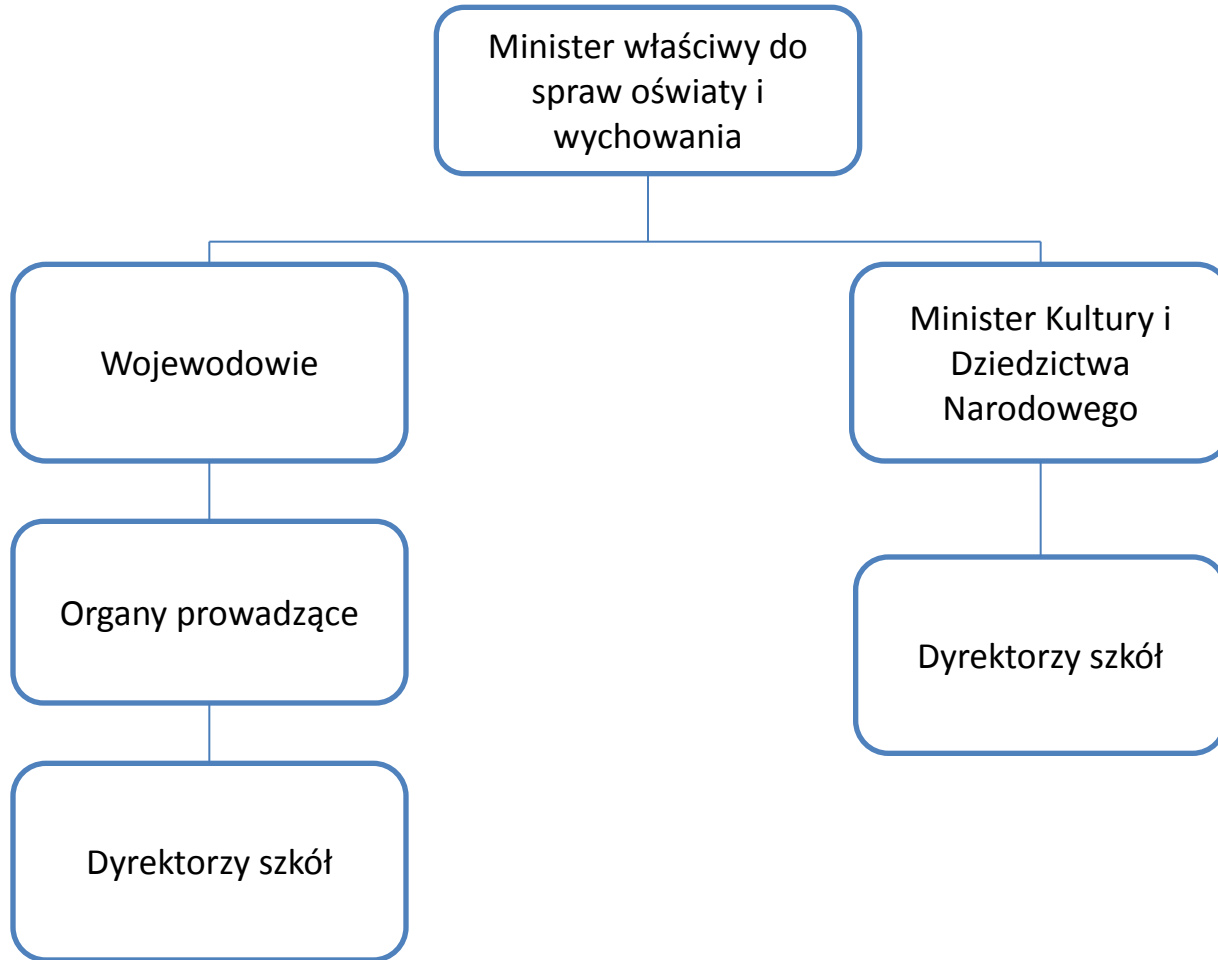 Minister właściwy do
spraw oświaty i
wychowania
Wojewodowie
Minister Kultury i
Dziedzictwa
Narodowego
Organy prowadzące
Dyrektorzy szkół
Dyrektorzy szkół